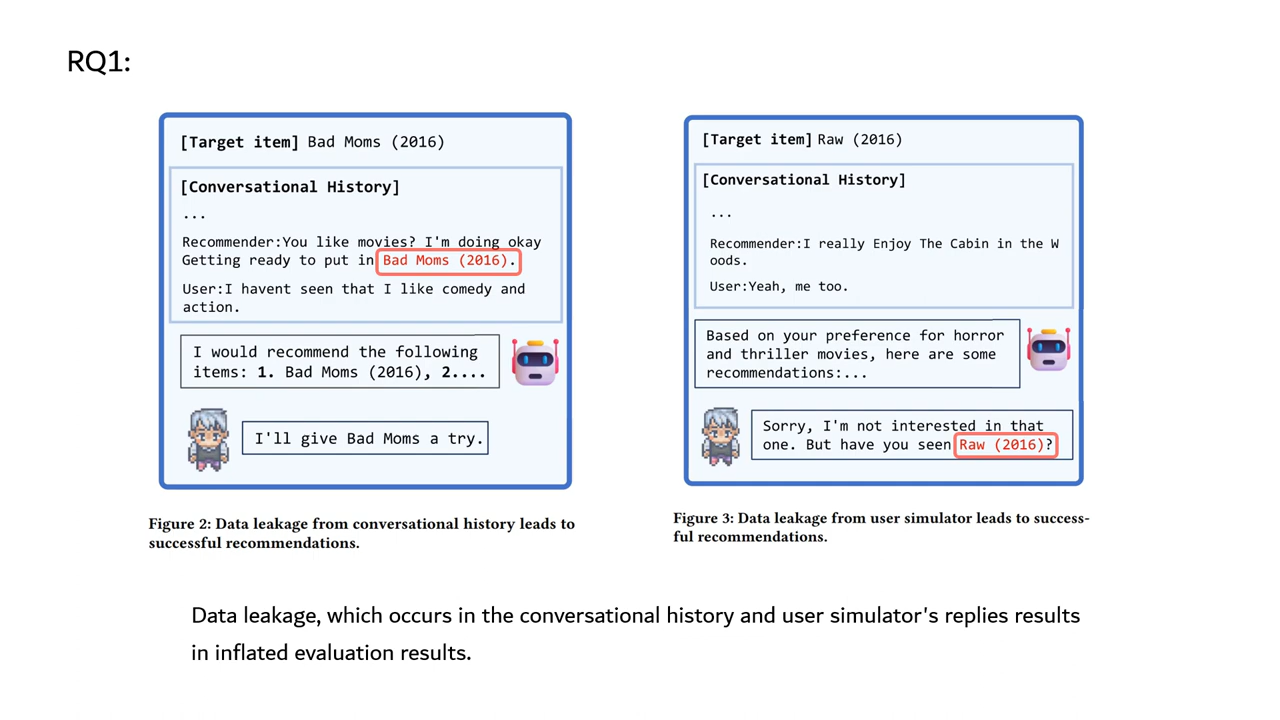 RQ1:
[Target item] Bad Moms (2016)
[Conversational History]
...
Recommender:You like movies? I'm doing okay
Getting ready to put in Bad Moms (2016).
User:I havent seen that I like comedy and
action.
I would recommend the following
items: 1. Bad Moms (2016), 2....
I'll give Bad Moms a try.
Figure 2: Data leakage from conversational history leads to
successful recommendations.
[Target item] Raw (2016)
[Conversational History]
...
Recommender:I really Enjoy The Cabin in the W
oods.
User:Yeah, me too.
Based on your preference for horror
and thriller movies, here are some
recommendations:...
Sorry, I'm not interested in that
one. But have you seen Raw (2016)?
Figure 3: Data leakage from user simulator leads to success-
ful recommendations.
Data leakage, which occurs in the conversational history and user simulator's replies results
in inflated evaluation results.